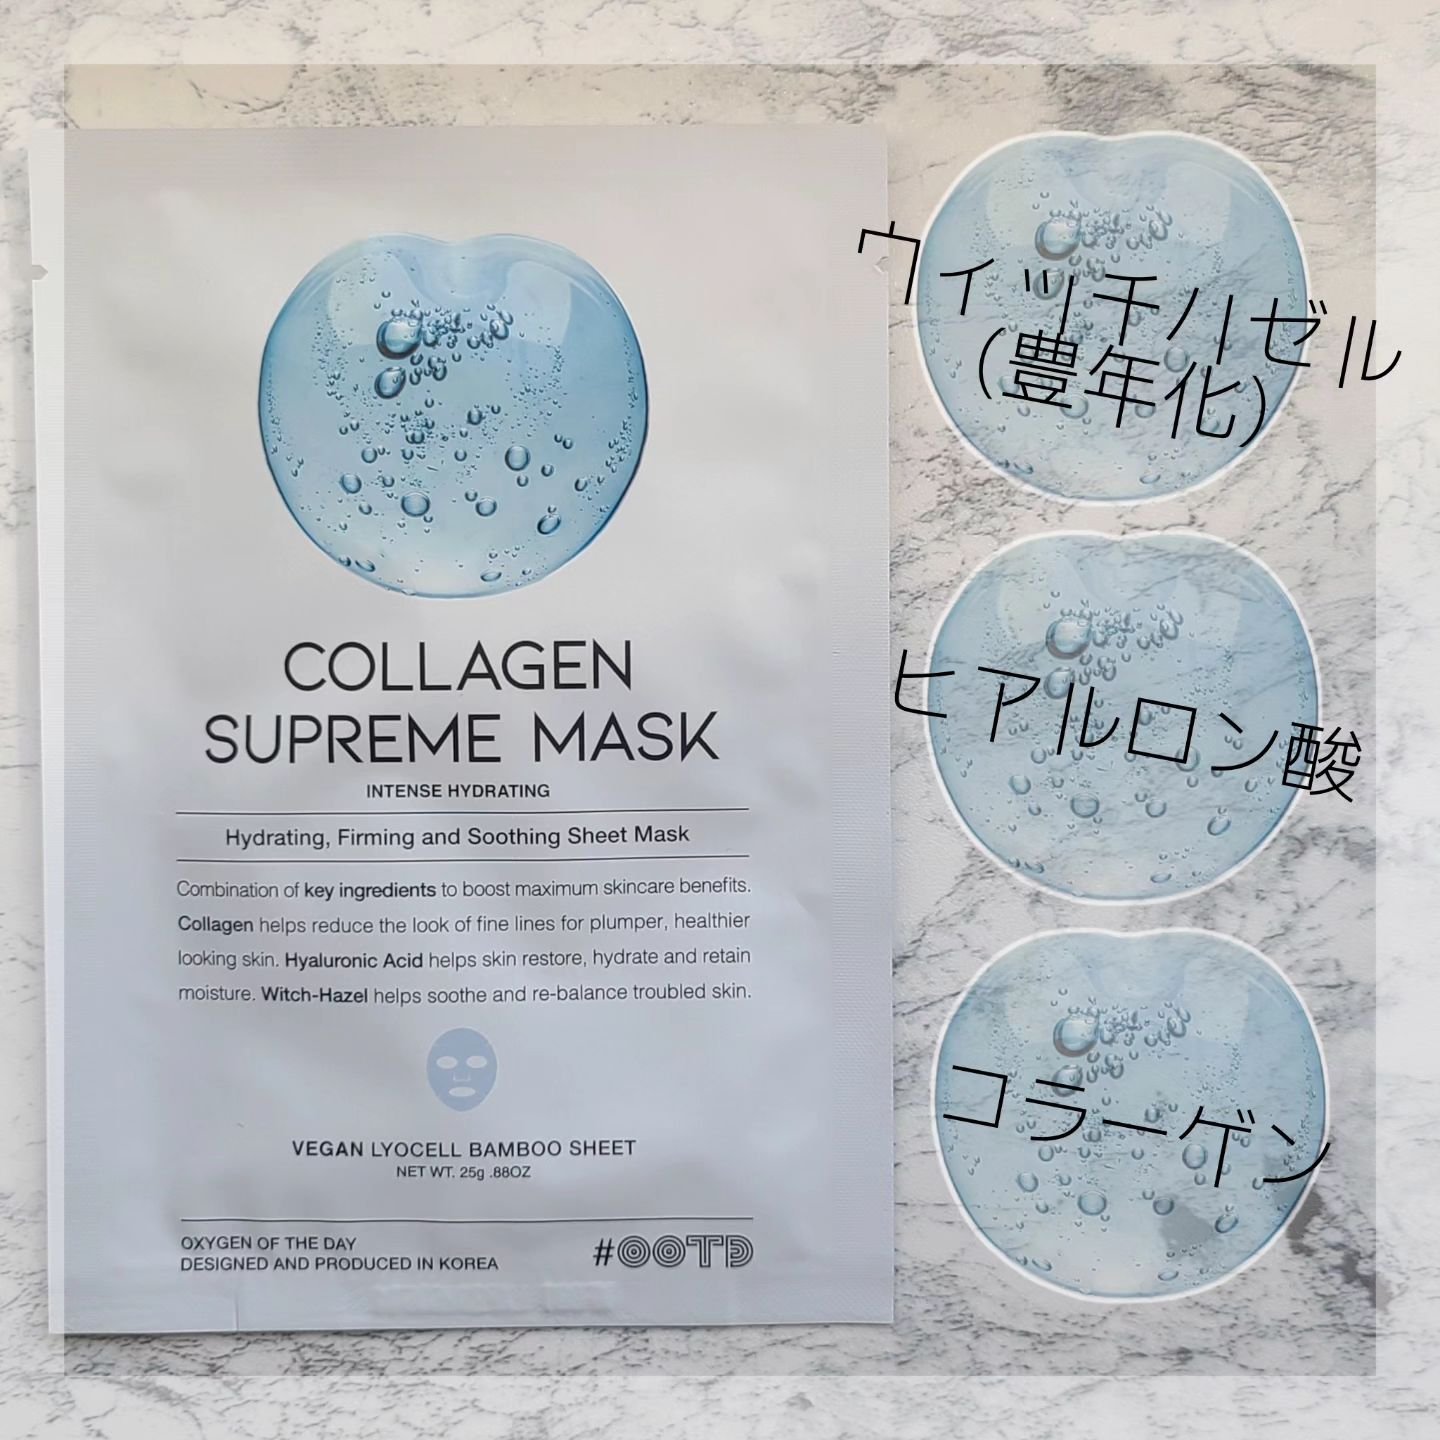 COLLAGEN
SUPREME MASK
INTENSE HYDRATING
Hydrating, Firming and Soothing Sheet Mask
Combination of key ingredients to boost maximum skincare benefits.
Collagen helps reduce the look of fine lines for plumper, healthier
looking skin. Hyaluronic Acid helps skin restore, hydrate and retain
moisture. Witch-Hazel helps soothe and re-balance troubled skin.
VEGAN LYOCELL BAMBOO SHEET
NET WT. 25g .88OZ
OXYGEN OF THE DAY
DESIGNED AND PRODUCED IN KOREA
#OOTD
ウィッチハゼル
(豊年化)
ヒアルロン酸
コラーゲン